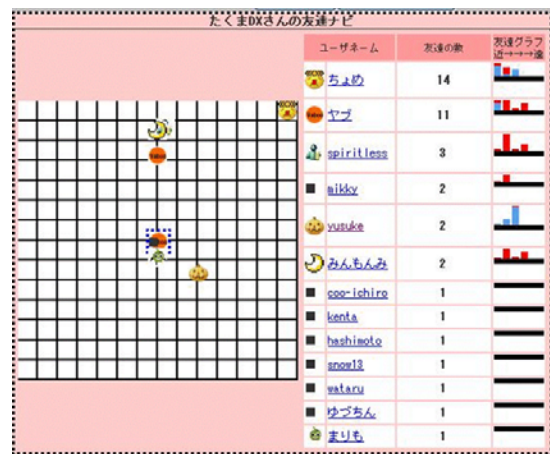 たくまDXさんの友達ナビ
ユーザネーム 友達の数 友達グラフ
近→→→遠
ちょめ 14
ヤブ 11
spiritless 3
mikky 2
yusuke 2
みんもんみ 2
coo-ichiro 1
kenta 1
hashimoto 1
snow13 1
wataru 1
ゆづちん 1
まりも 1